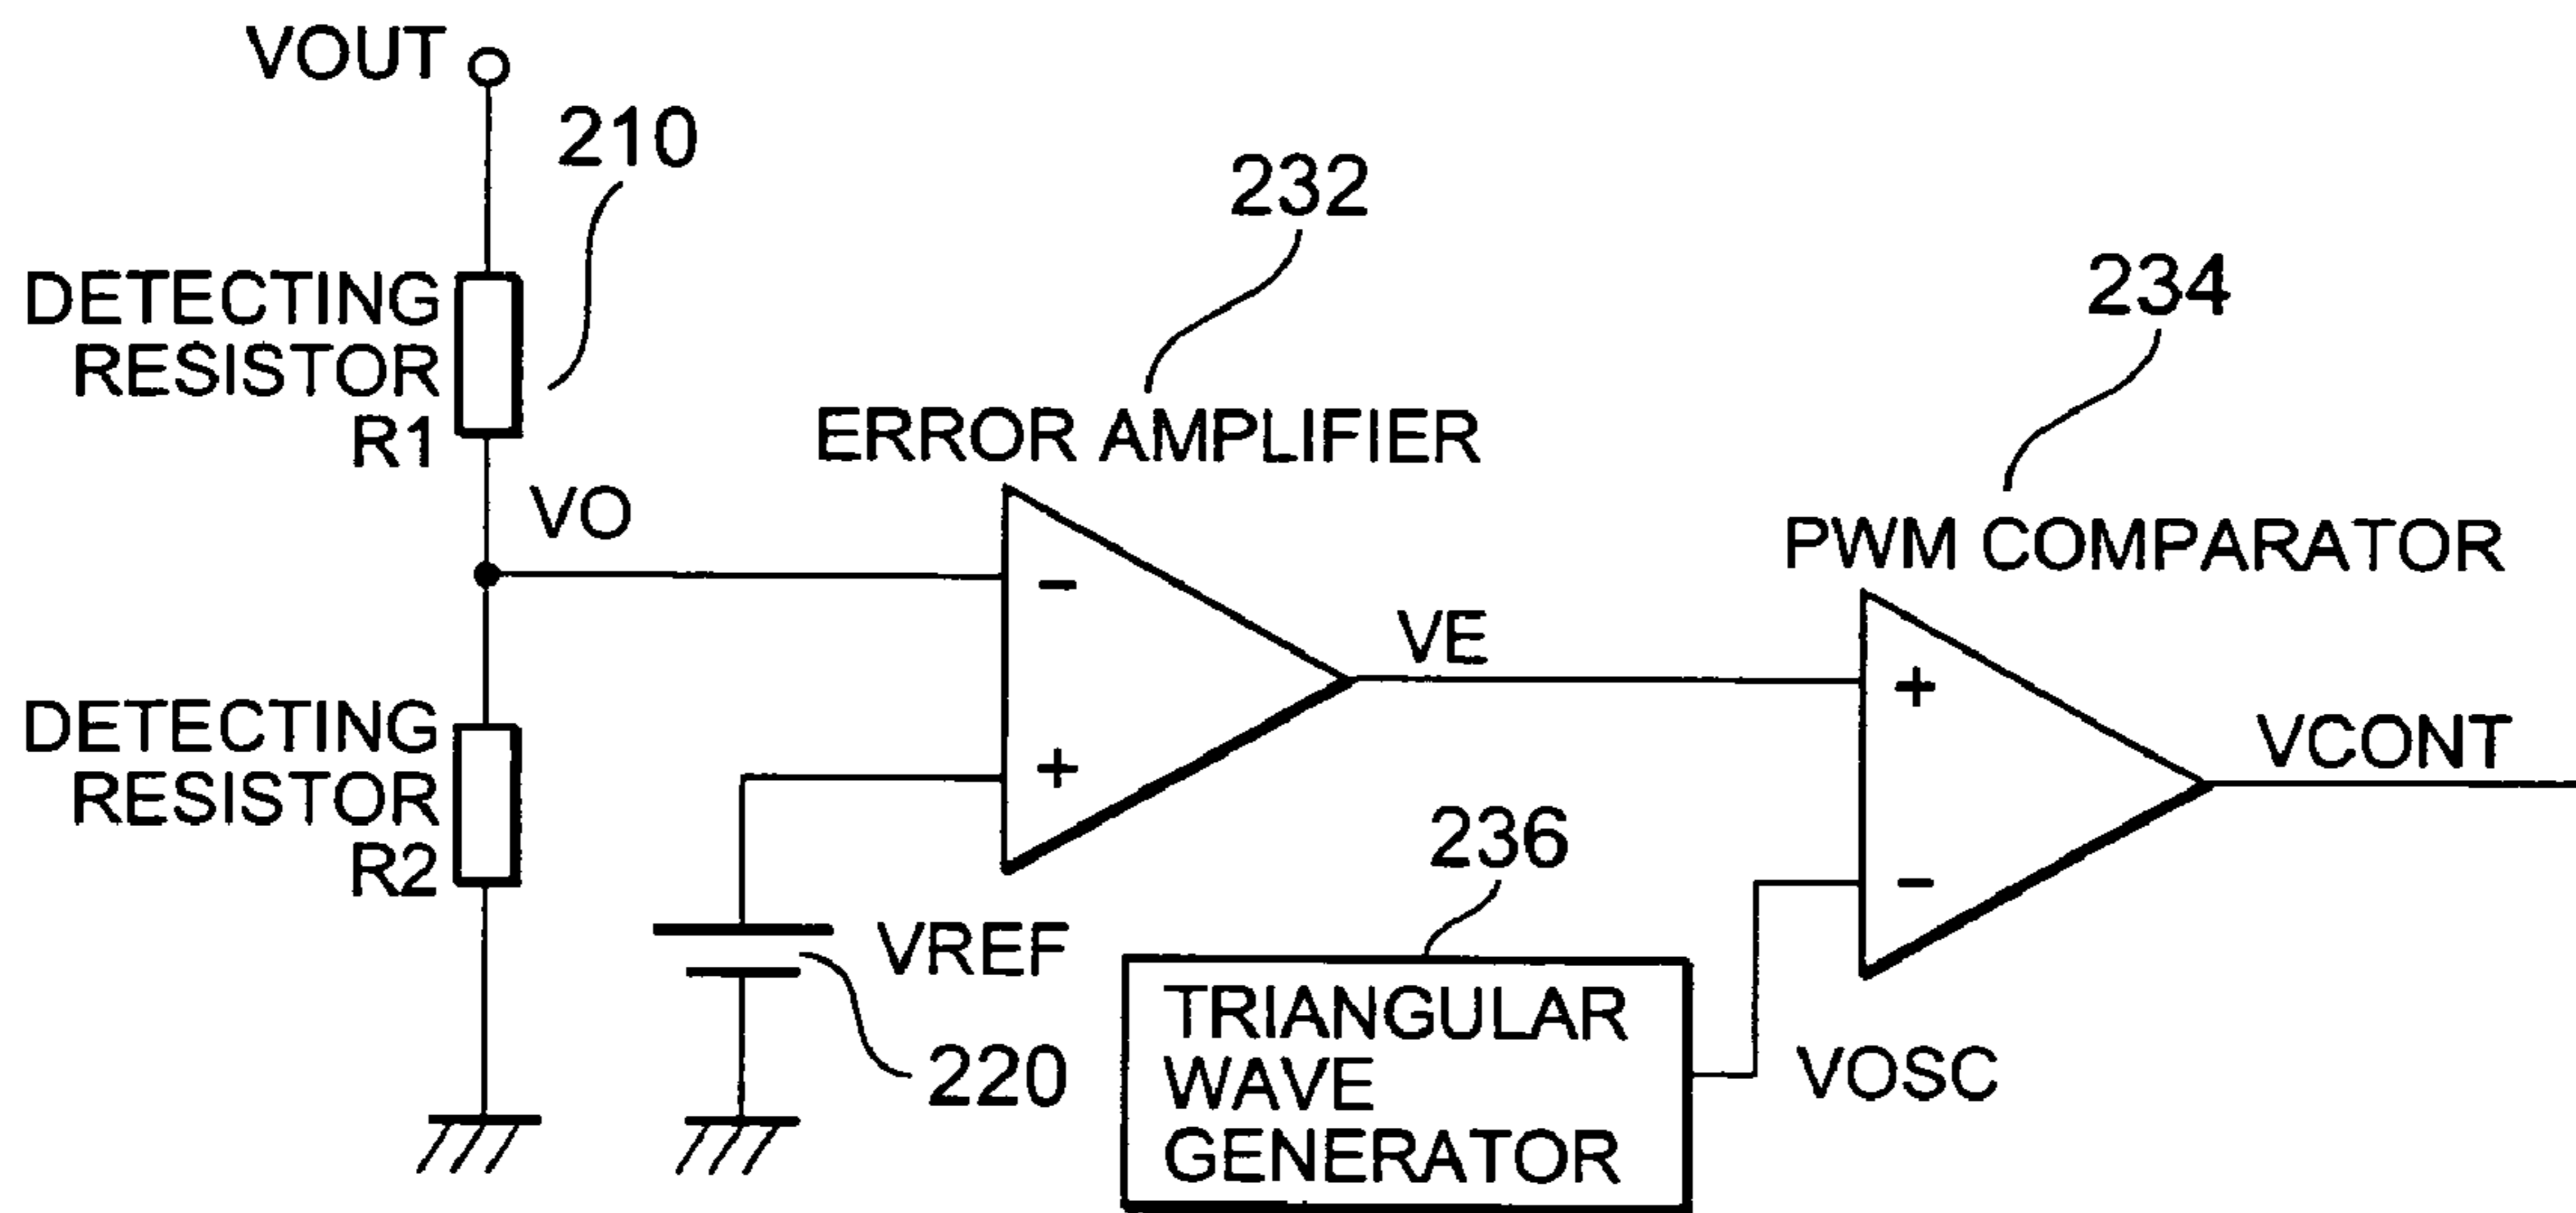 VOUT
210
232
234
DETECTING
RESISTOR
R1
ERROR AMPLIFIER
VO
PWM COMPARATOR
-
+
VE
+
-
VCONT
DETECTING
RESISTOR
R2
236
VREF
220
TRIANGULAR
WAVE
GENERATOR
VOSC